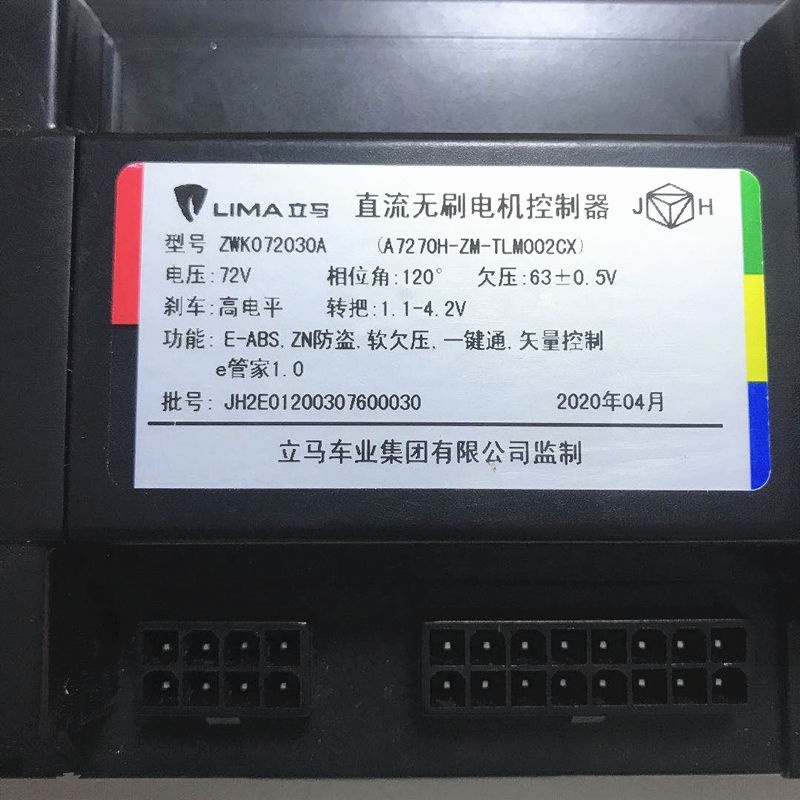 LIMA立马 直流无刷电机控制器 JH
型号 ZWK072030A (A7270H-ZM-TLM002CX)
电压:72V 相位角:120° 欠压:63±0.5V
刹车:高电平 转把:1.1-4.2V
功能: E-ABS,ZN防盗,软欠压,一键通,矢量控制
e管家1.0
批号: JH2E01200307600030 2020年04月
立马车业集团有限公司监制